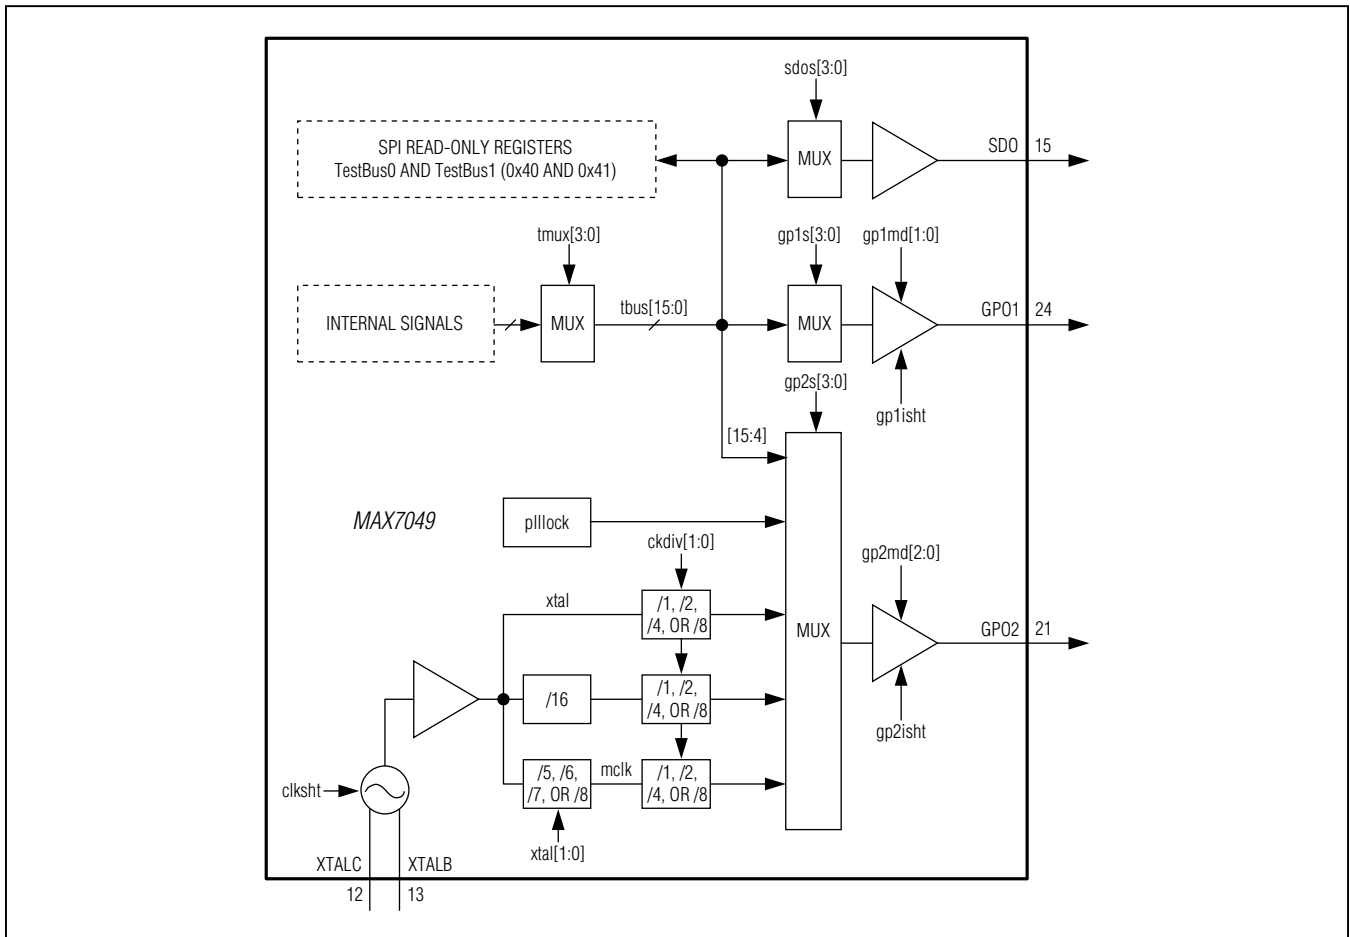 sdos[3:0]
SPI READ-ONLY REGISTERS
TestBus0 AND TestBus1 (0x40 AND 0x41)
MUX
SDO
15
tmux[3:0]
gp1s[3:0]
gp1md[1:0]
INTERNAL SIGNALS
MUX
tbus[15:0]
MUX
GPO1
24
gp1isht
gp2s[3:0]
[15:4]
MAX7049
plllock
ckdiv[1:0]
gp2md[2:0]
xtal
/1, /2,
/4, OR /8
MUX
GPO2
21
/16
/1, /2,
/4, OR /8
gp2isht
clksht
/5, /6,
/7, OR /8
mclk
/1, /2,
/4, OR /8
xtal[1:0]
XTALC
XTALB
12
13